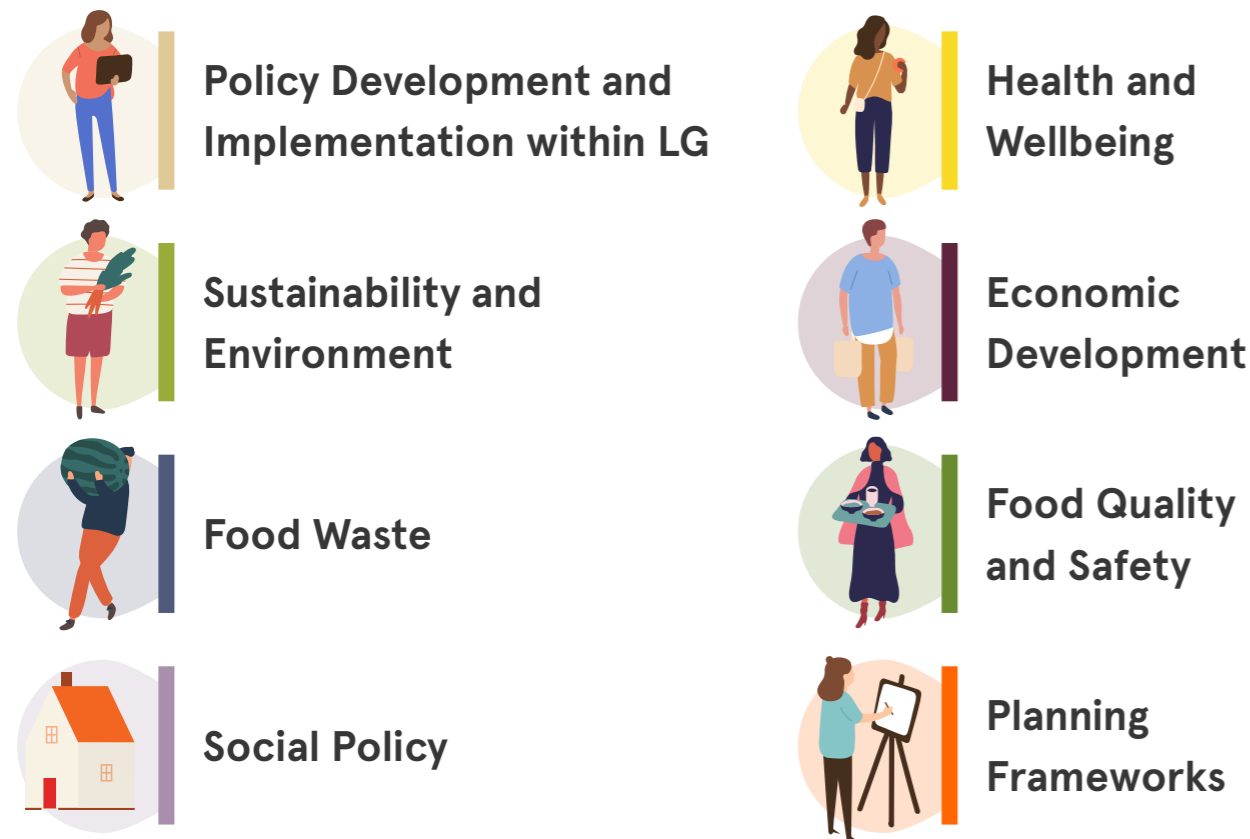 Policy Development and
Implementation within LG
Health and
Wellbeing
Sustainability and
Environment
Economic
Development
Food Waste
Food Quality
and Safety
Social Policy
Planning
Frameworks